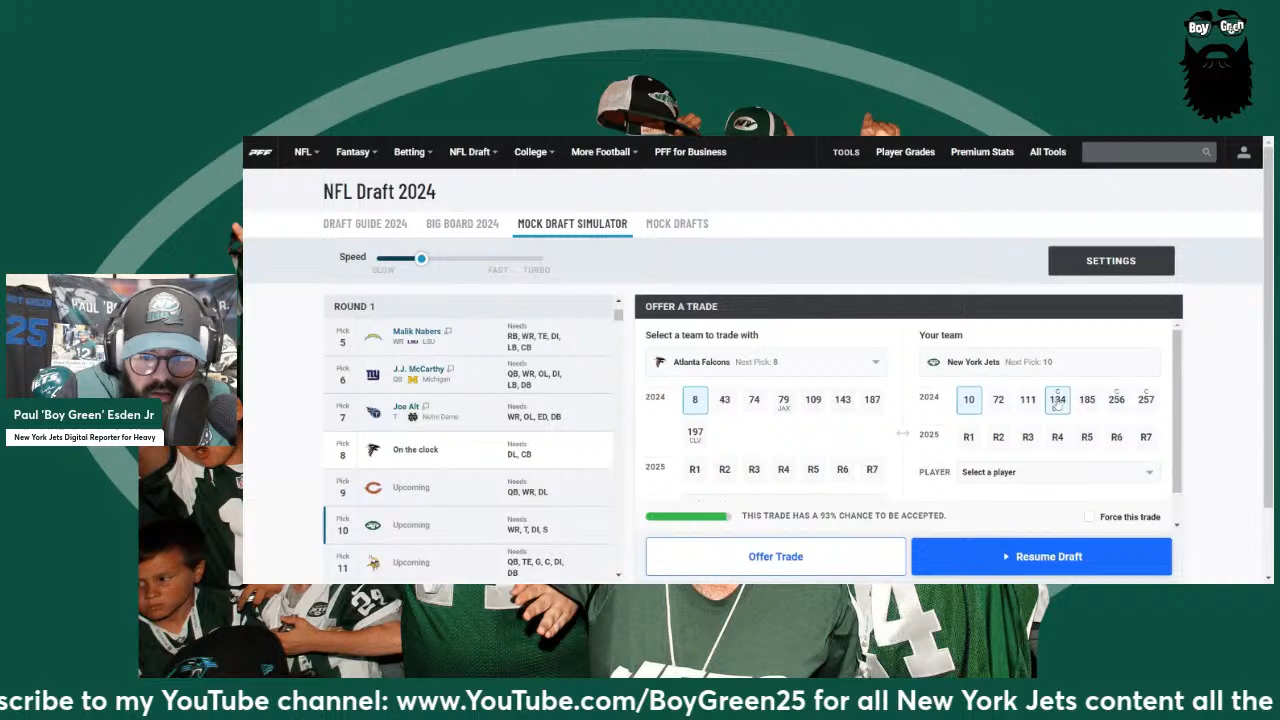 Boy Green
PFF NFL Fantasy Betting NFL Draft College More Football PFF for Business TOOLS Player Grades Premium Stats All Tools
NFL Draft 2024
DRAFT GUIDE 2024 BIG BOARD 2024 MOCK DRAFT SIMULATOR MOCK DRAFTS
Speed
SLOW FAST TURBO
SETTINGS
ROUND 1
Pick 5
Malik Nabers
WR LSU LSU
Needs
RB, WR, TE, DI,
LB, CB
Pick 6
J.J. McCarthy
QB M Michigan
Needs
QB, WR, OL, DI,
LB, DB
Pick 7
Joe Alt
T Notre Dame
Needs
WR, OL, ED, DB
Pick 8
On the clock
Needs
DL, CB
Pick 9
Upcoming
Needs
QB, WR, DL
Pick 10
Upcoming
Needs
WR, T, DI, S
Pick 11
Upcoming
Needs
QB, TE, G, C, DI,
DB
OFFER A TRADE
Select a team to trade with
Atlanta Falcons Next Pick: 8
2024 8 43 74 79 109 143 187
JAX
197
CLV
2025 R1 R2 R3 R4 R5 R6 R7
Your team
New York Jets Next Pick: 10
C C C
2024 10 72 111 134 185 256 257
2025 R1 R2 R3 R4 R5 R6 R7
PLAYER Select a player
THIS TRADE HAS A 93% CHANCE TO BE ACCEPTED.
Force this trade
Offer Trade
Resume Draft
PAUL 'B
25
12
JETS
Paul 'Boy Green' Esden Jr
New York Jets Digital Reporter for Heavy
NY
29
4
scribe to my YouTube channel: www.YouTube.com/BoyGreen25 for all New York Jets content all the